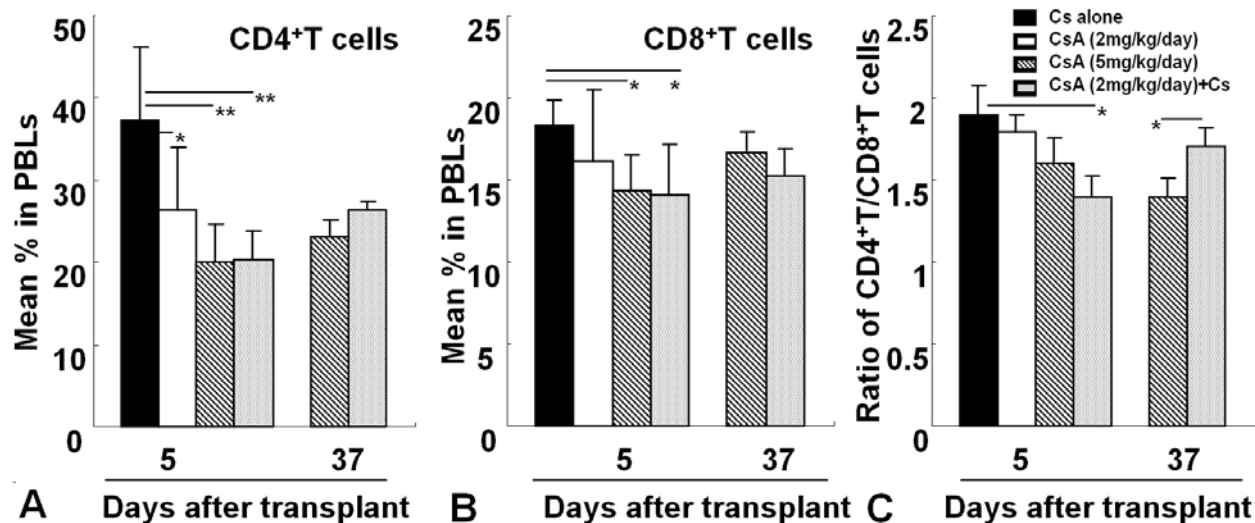 50
40
30
20
10
0
Mean % in PBLs
CD4+T cells
*
**
**
5 37
Days after transplant
A
25
20
15
10
5
0
Mean % in PBLs
CD8+T cells
*
*
5 37
Days after transplant
B
2.5
2
1.5
1
0.5
0
Ratio of CD4+T/CD8+T cells
Cs alone
CsA (2mg/kg/day)
CsA (5mg/kg/day)
CsA (2mg/kg/day)+Cs
*
*
5 37
Days after transplant
C